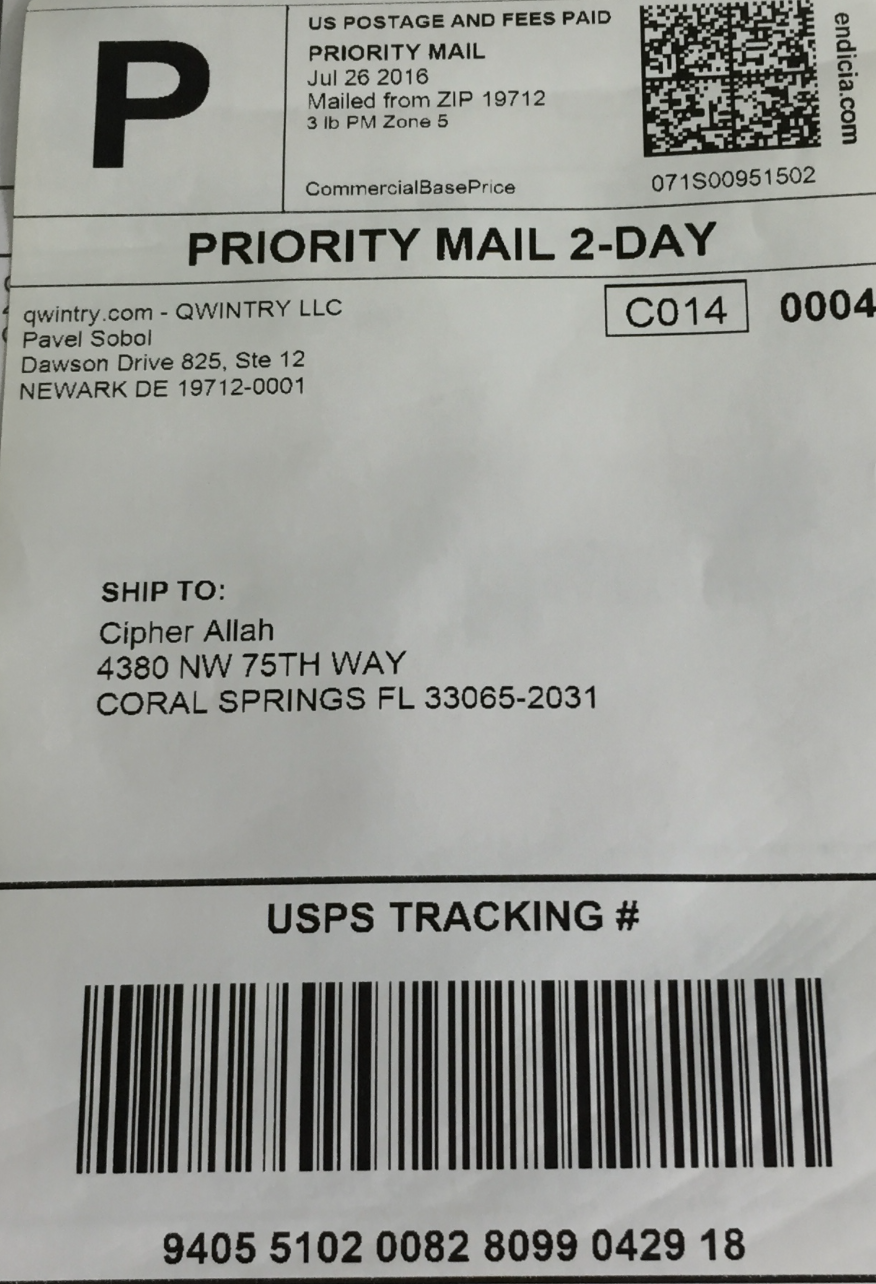 P
US POSTAGE AND FEES PAID
PRIORITY MAIL
Jul 26 2016
Mailed from ZIP 19712
3 lb PM Zone 5
CommercialBasePrice
endicia.com
071S00951502
PRIORITY MAIL 2-DAY
qwintry.com - QWINTRY LLC
Pavel Sobol
Dawson Drive 825, Ste 12
NEWARK DE 19712-0001
C014
0004
SHIP TO:
Cipher Allah
4380 NW 75TH WAY
CORAL SPRINGS FL 33065-2031
USPS TRACKING #
9405 5102 0082 8099 0429 18